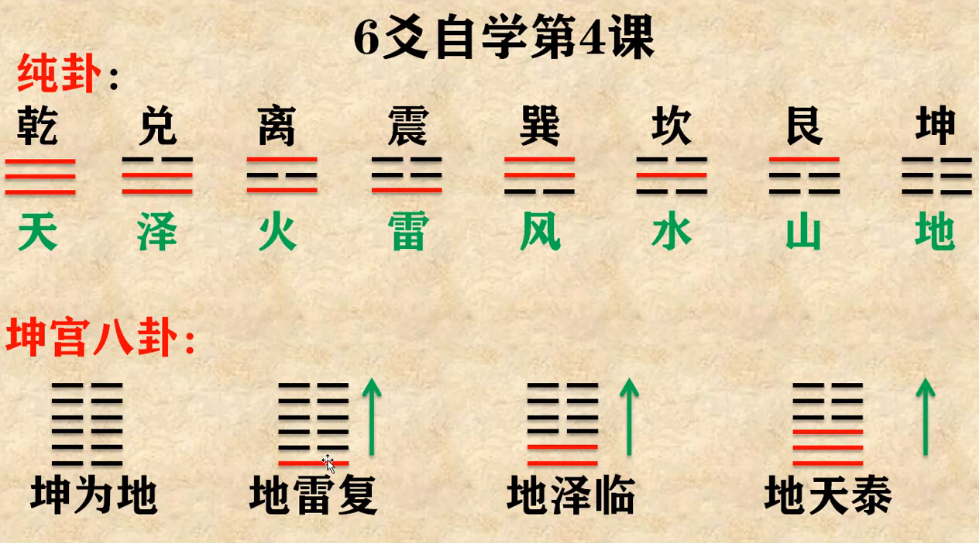 6爻自学第4课
纯卦：
乾 兑 离 震 巽 坎 艮 坤
天 泽 火 雷 风 水 山 地
坤宫八卦：
坤为地 地雷复 地泽临 地天泰